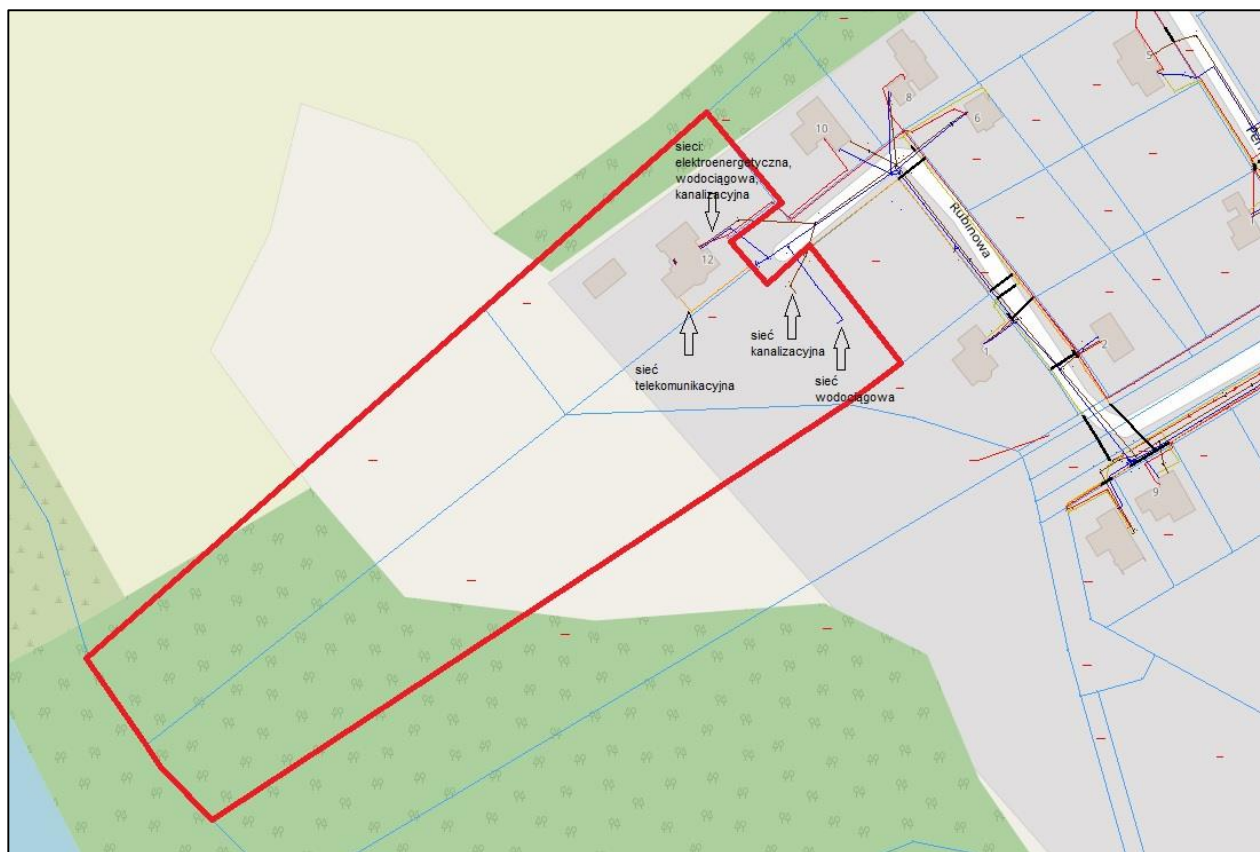 sieci:
elektroenergetyczna,
wodociągowa,
kanalizacyjna
12
10
8
6
5
Rubinowa
sieć
telekomunikacyjna
sieć
kanalizacyjna
sieć
wodociągowa
1
2
9